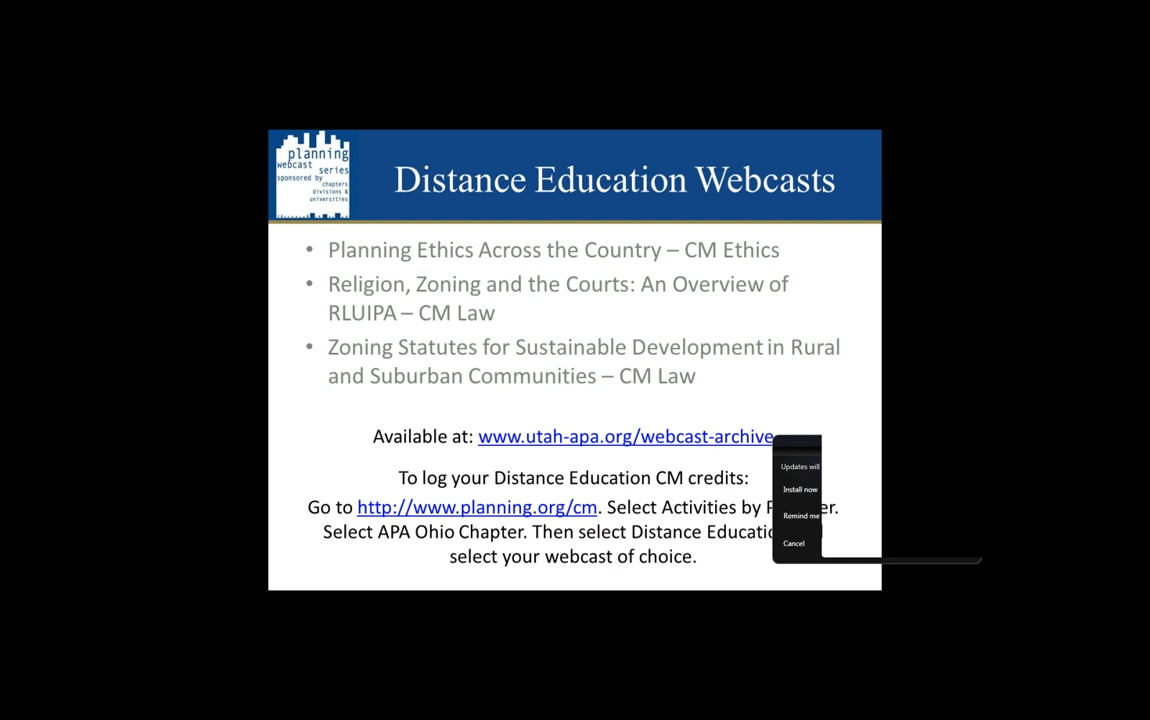 planning
webcast series
sponsored by
chapters
divisions &
universities
Distance Education Webcasts
• Planning Ethics Across the Country – CM Ethics
• Religion, Zoning and the Courts: An Overview of
RLUIPA – CM Law
• Zoning Statutes for Sustainable Development in Rural
and Suburban Communities – CM Law
Available at: www.utah-apa.org/webcast-archive
To log your Distance Education CM credits:
Go to http://www.planning.org/cm. Select Activities by
Select APA Ohio Chapter. Then select Distance
select your webcast of choice.
Updates will
Install now
Remind me
Cancel